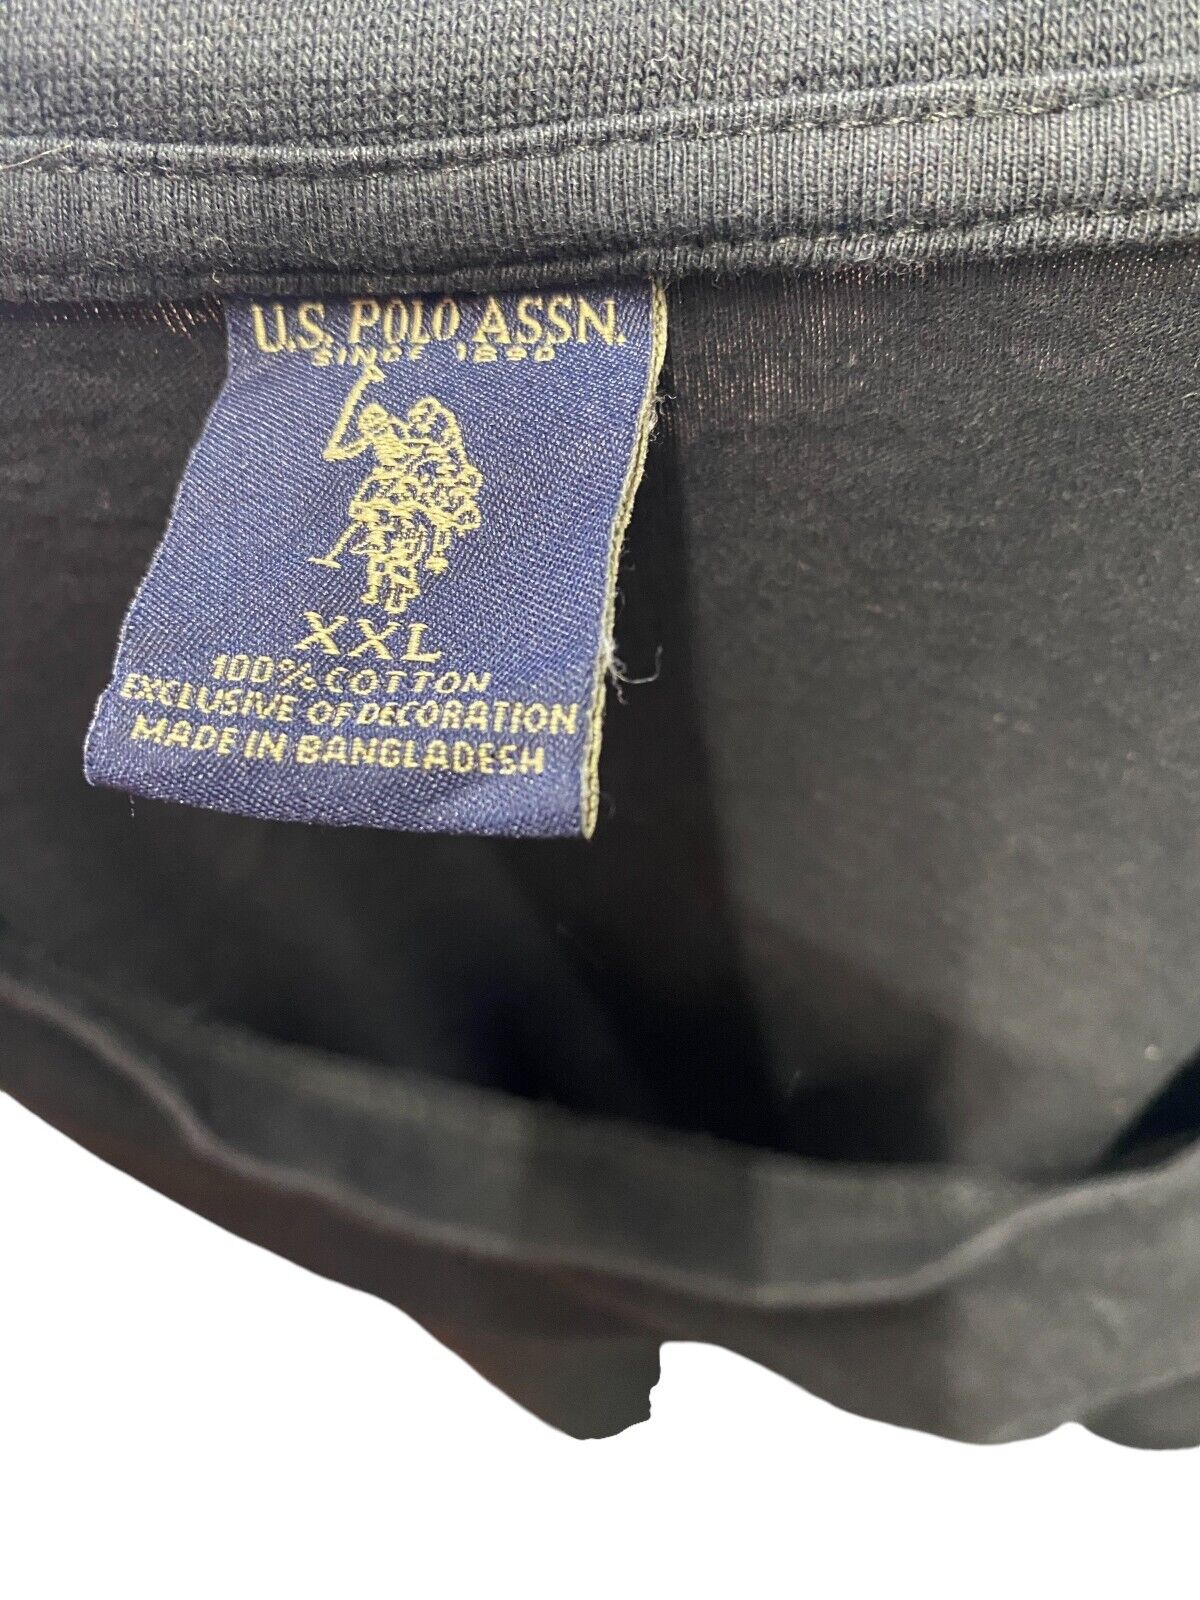 U.S. POLO ASSN.
SINCE 1890
XXL
100% COTTON
EXCLUSIVE OF DECORATION
MADE IN BANGLADESH